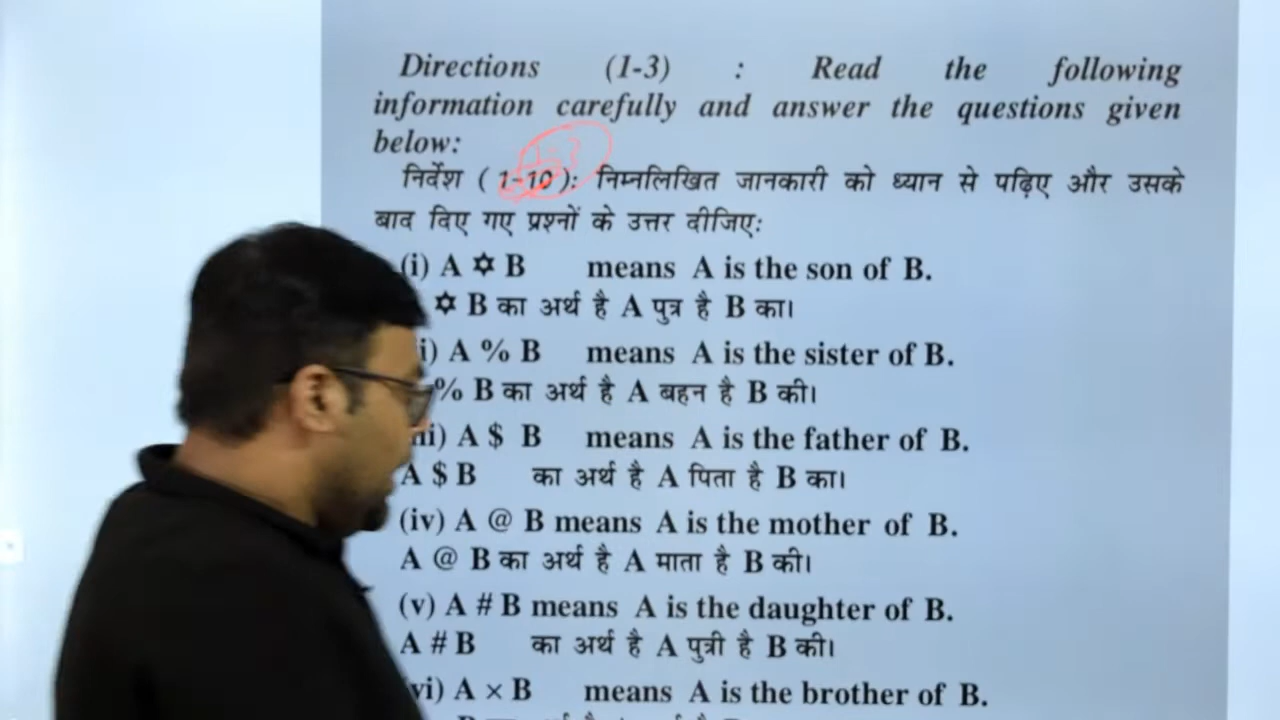 Directions (1-3) : Read the following
information carefully and answer the questions given
below:
निर्देश ( 1-10 ): निम्नलिखित जानकारी को ध्यान से पढ़िए और उसके
बाद दिए गए प्रश्नों के उत्तर दीजिएः
(i) A ✡ B means A is the son of B.
✡ B का अर्थ है A पुत्र है B का।
i) A % B means A is the sister of B.
% B का अर्थ है A बहन है B की।
ii) A $ B means A is the father of B.
A $ B का अर्थ है A पिता है B का।
(iv) A @ B means A is the mother of B.
A @ B का अर्थ है A माता है B की।
(v) A # B means A is the daughter of B.
A # B का अर्थ है A पुत्री है B की।
vi) A × B means A is the brother of B.